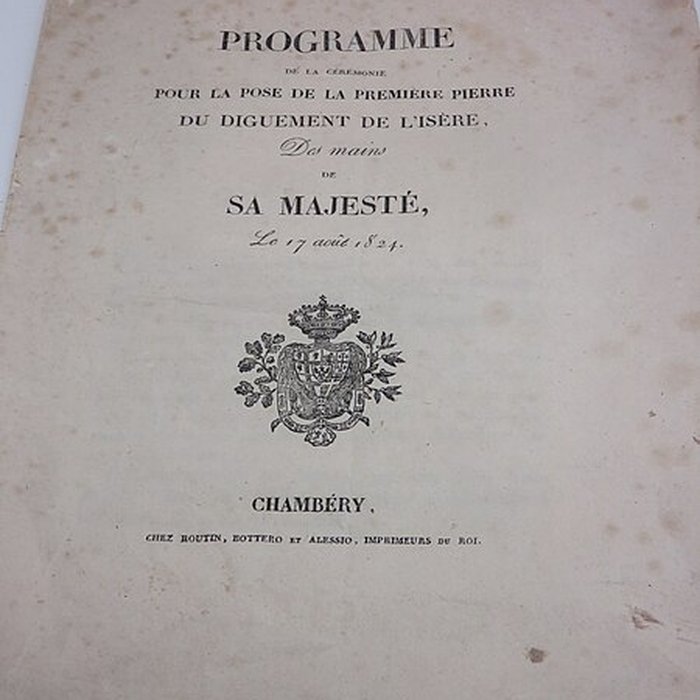 PROGRAMME
DE LA CÉRÉMONIE
POUR LA POSE DE LA PREMIÈRE PIERRE
DU DIGUEMENT DE L'ISÈRE,
Des mains
DE
SA MAJESTÉ,
Le 17 août 1824.
CHAMBÉRY,
CHEZ ROUTIN, BOTTERO ET ALESSIO, IMPRIMEURS DU ROI.